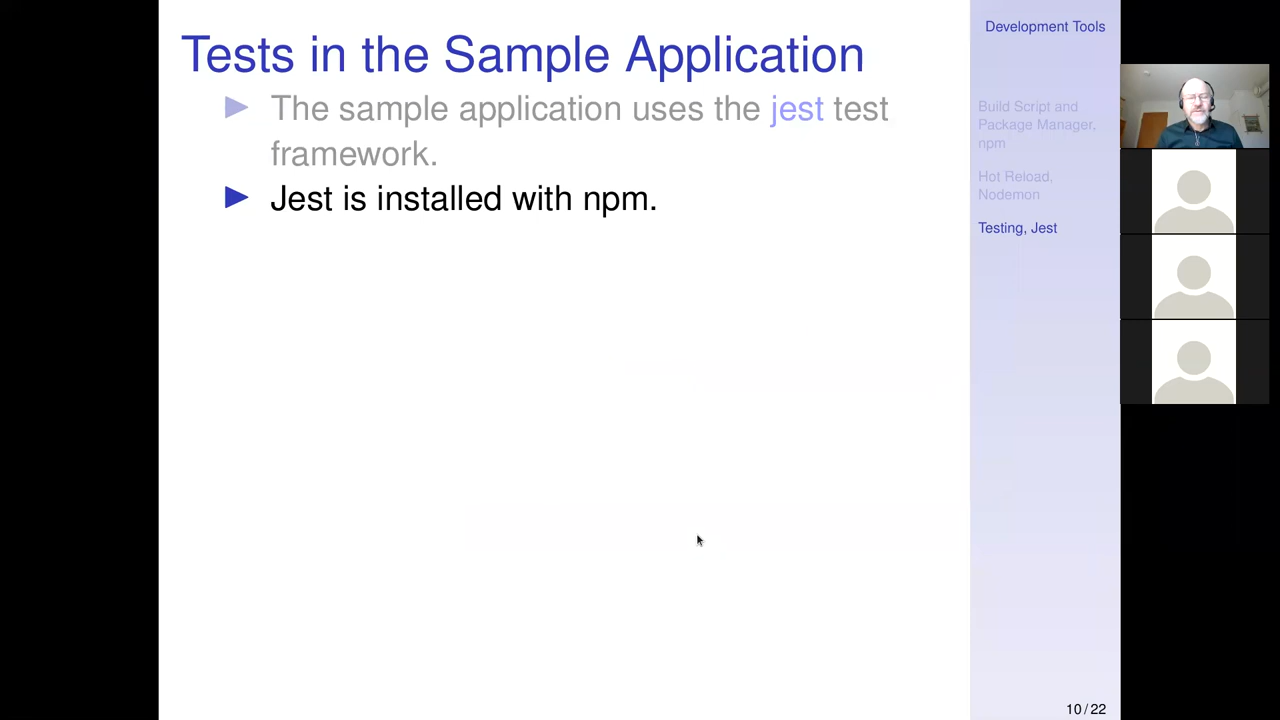 Tests in the Sample Application
The sample application uses the jest test
framework.
Jest is installed with npm.
Development Tools
Build Script and
Package Manager,
npm
Hot Reload,
Nodemon
Testing, Jest
10 / 22